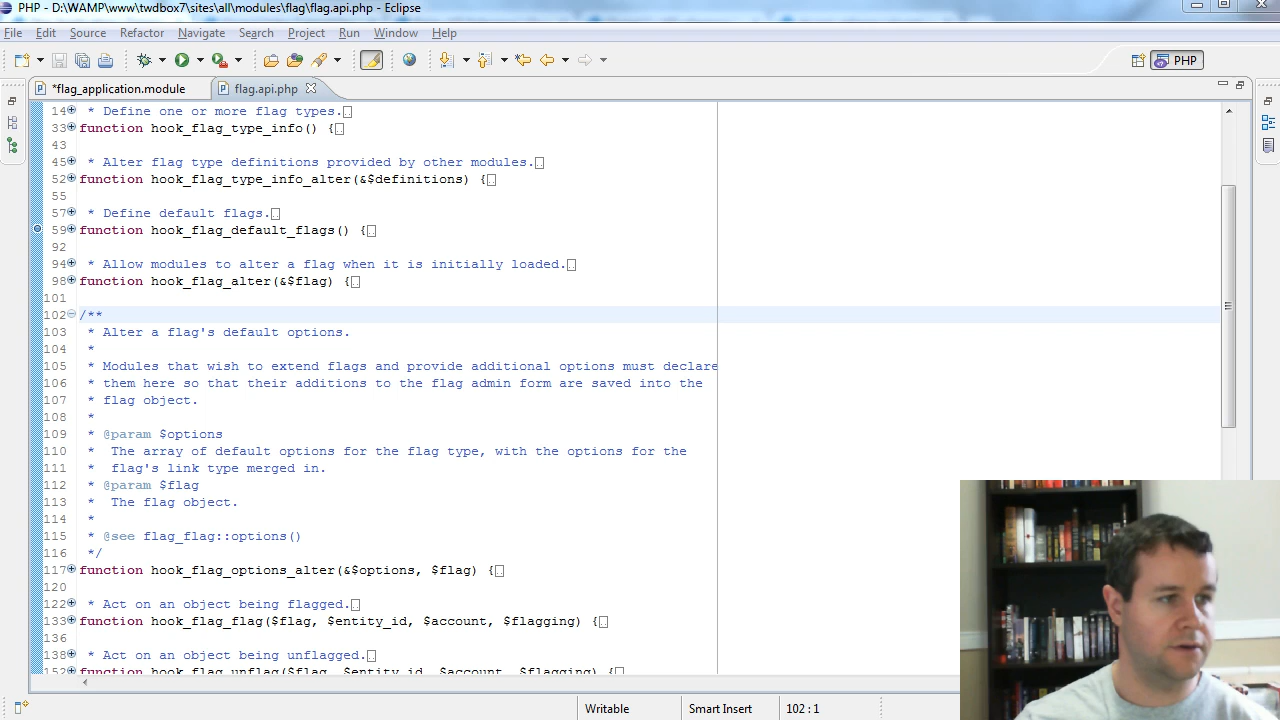 PHP - D:\WAMP\www\twdbox7\sites\all\modules\flag\flag.api.php - Eclipse
File Edit Source Refactor Navigate Search Project Run Window Help
PHP
*flag_application.module flag.api.php
14 * Define one or more flag types.
33 function hook_flag_type_info() {
43
45 * Alter flag type definitions provided by other modules.
52 function hook_flag_type_info_alter(&$definitions) {
55
57 * Define default flags.
59 function hook_flag_default_flags() {
92
94 * Allow modules to alter a flag when it is initially loaded.
98 function hook_flag_alter(&$flag) {
101
102 /**
103 * Alter a flag's default options.
104 *
105 * Modules that wish to extend flags and provide additional options must declare
106 * them here so that their additions to the flag admin form are saved into the
107 * flag object.
108 *
109 * @param $options
110 * The array of default options for the flag type, with the options for the
111 * flag's link type merged in.
112 * @param $flag
113 * The flag object.
114 *
115 * @see flag_flag::options()
116 */
117 function hook_flag_options_alter(&$options, $flag) {
120
122 * Act on an object being flagged.
133 function hook_flag_flag($flag, $entity_id, $account, $flagging) {
136
138 * Act on an object being unflagged.
152 function hook_flag_unflag($flag, $entity_id, $account, $flagging) {
Writable Smart Insert 102 : 1